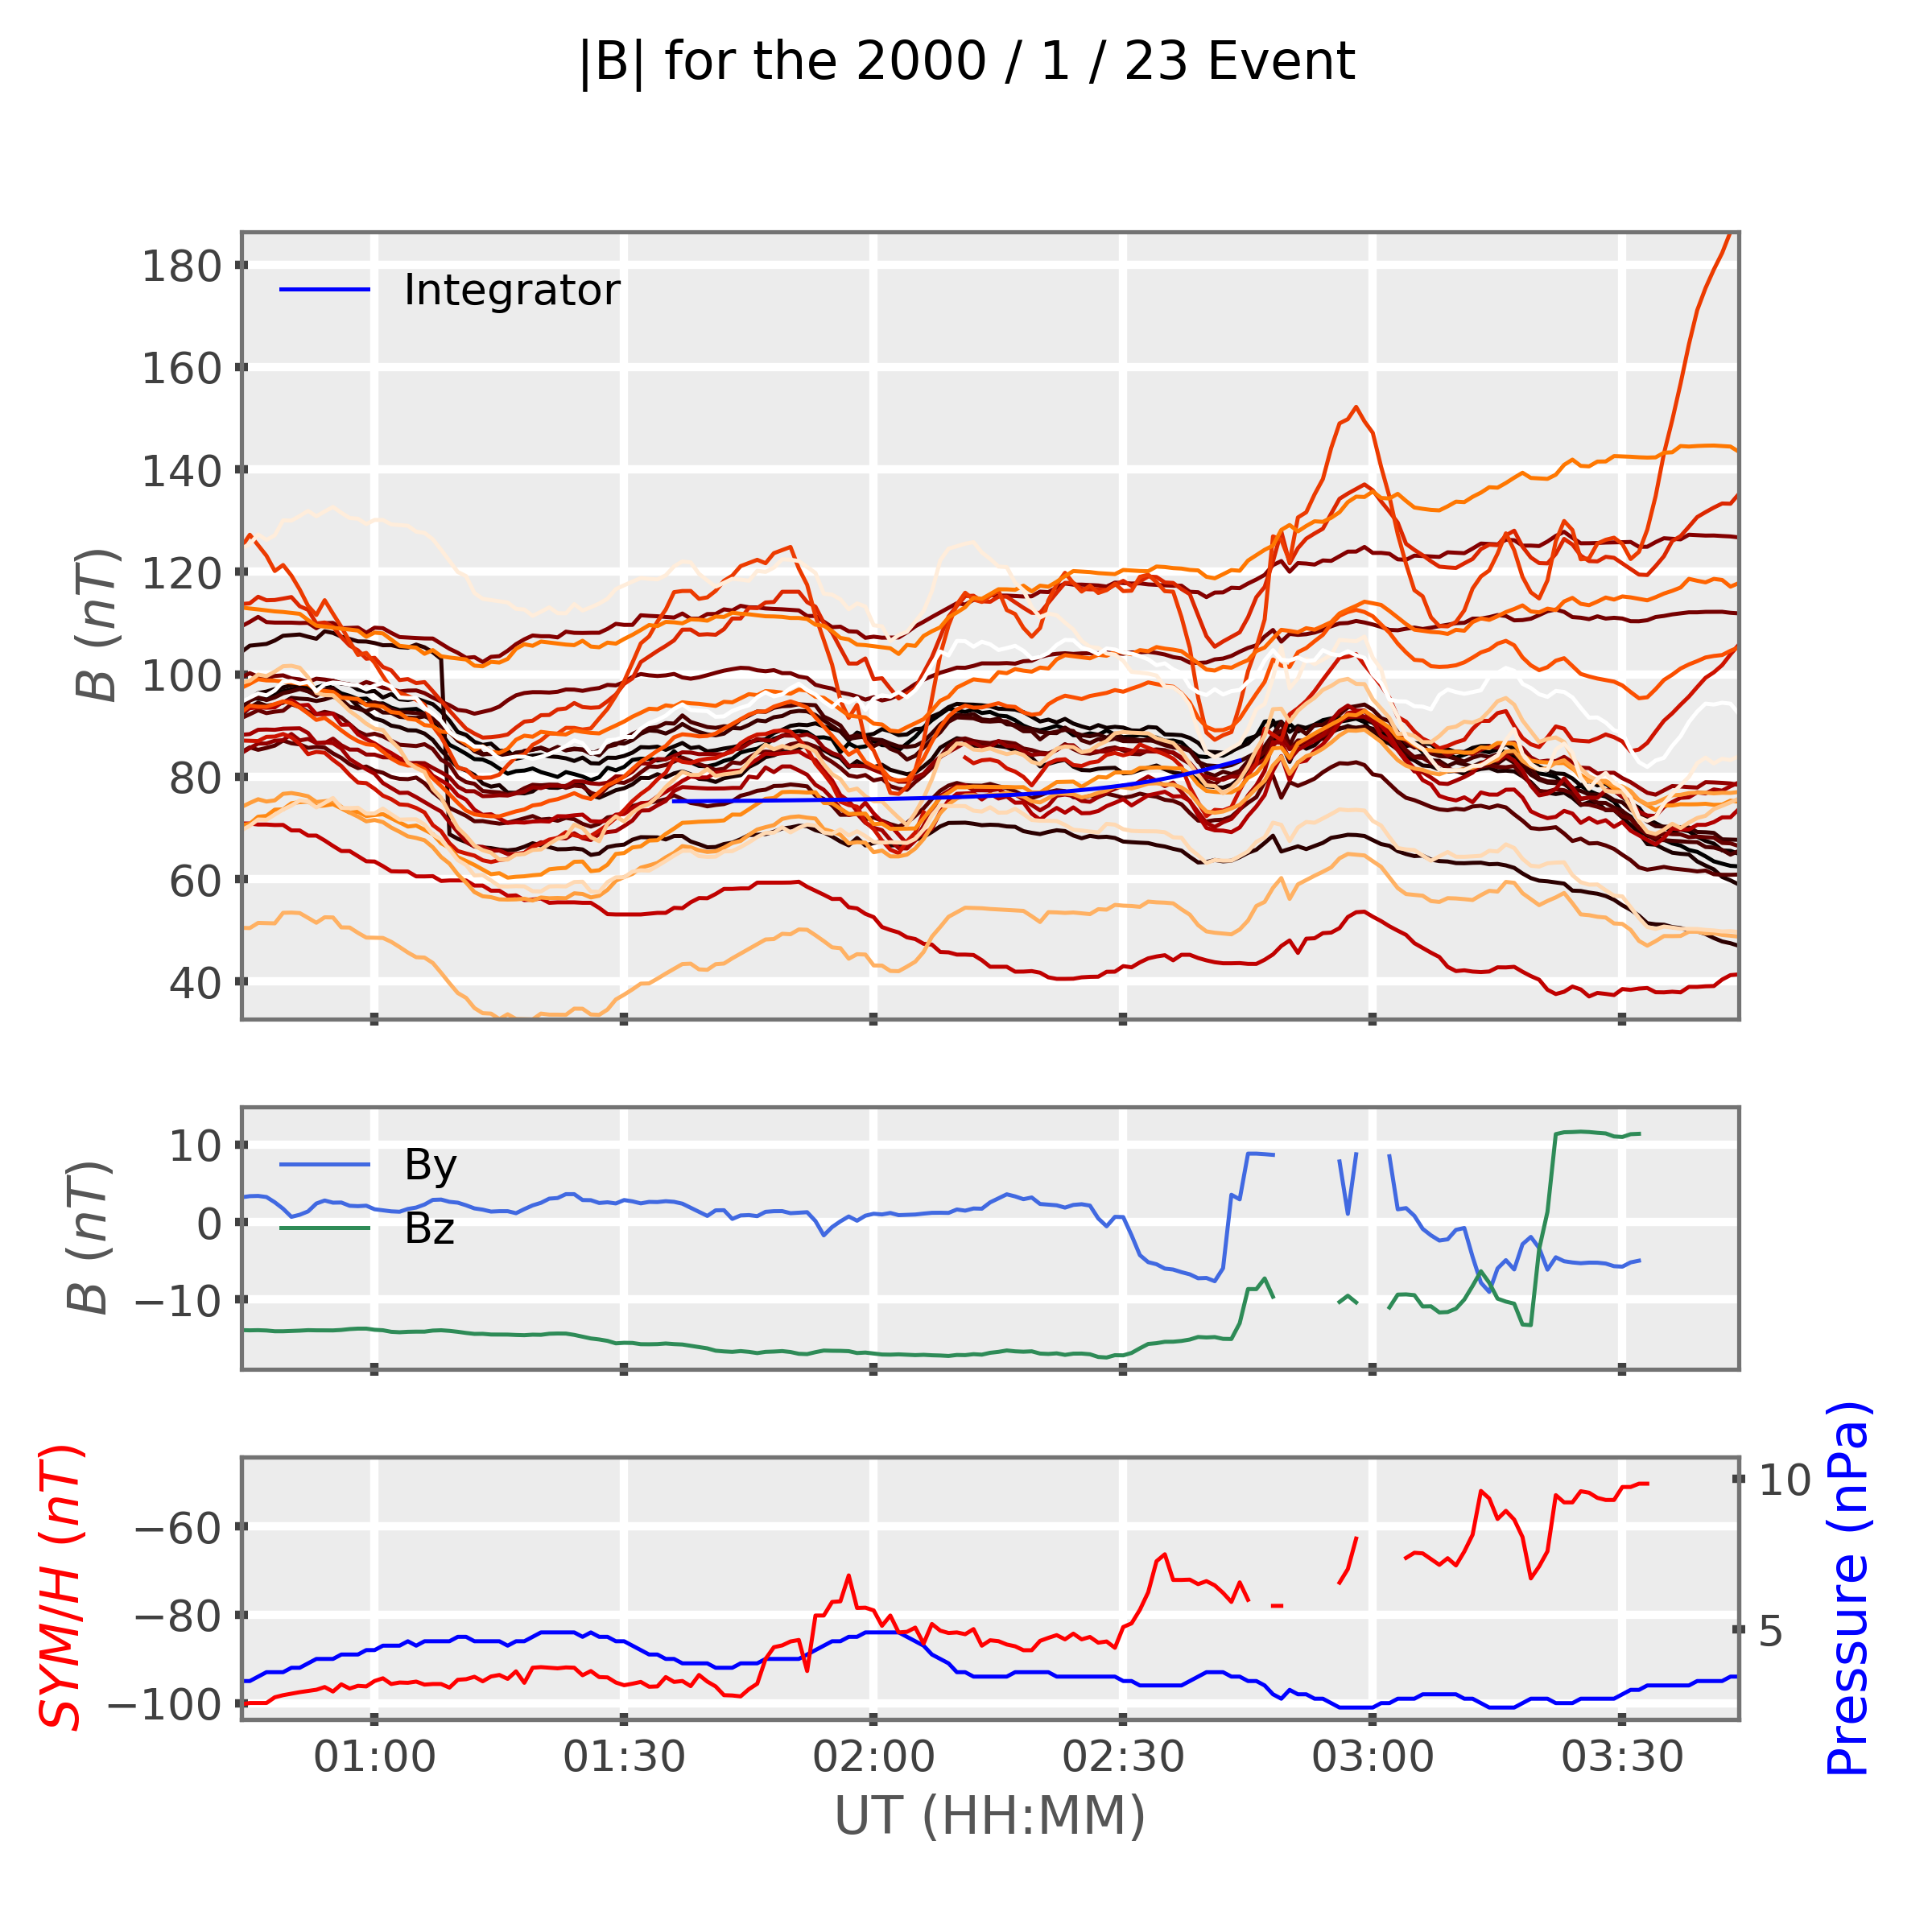 |B| for the 2000 / 1 / 23 Event
B (nT)
180
160
140
120
100
80
60
40
Integrator
B (nT)
10
0
−10
By
Bz
SYM/H (nT)
−60
−80
−100
10
5
Pressure (nPa)
01:00 01:30 02:00 02:30 03:00 03:30
UT (HH:MM)